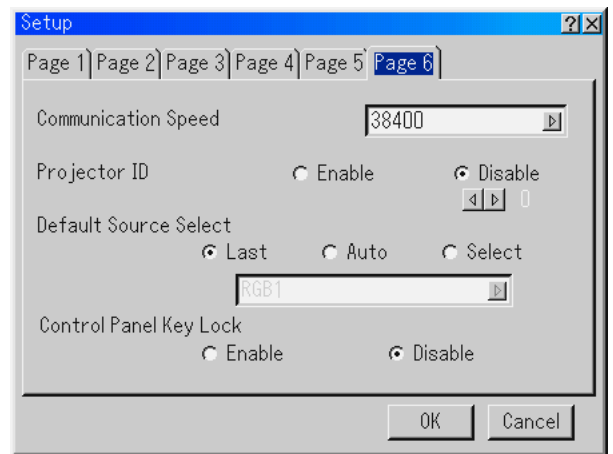 Setup
Page 1 Page 2 Page 3 Page 4 Page 5 Page 6
Communication Speed 38400
Projector ID Enable Disable
0
Default Source Select
Last Auto Select
RGB1
Control Panel Key Lock
Enable Disable
OK Cancel